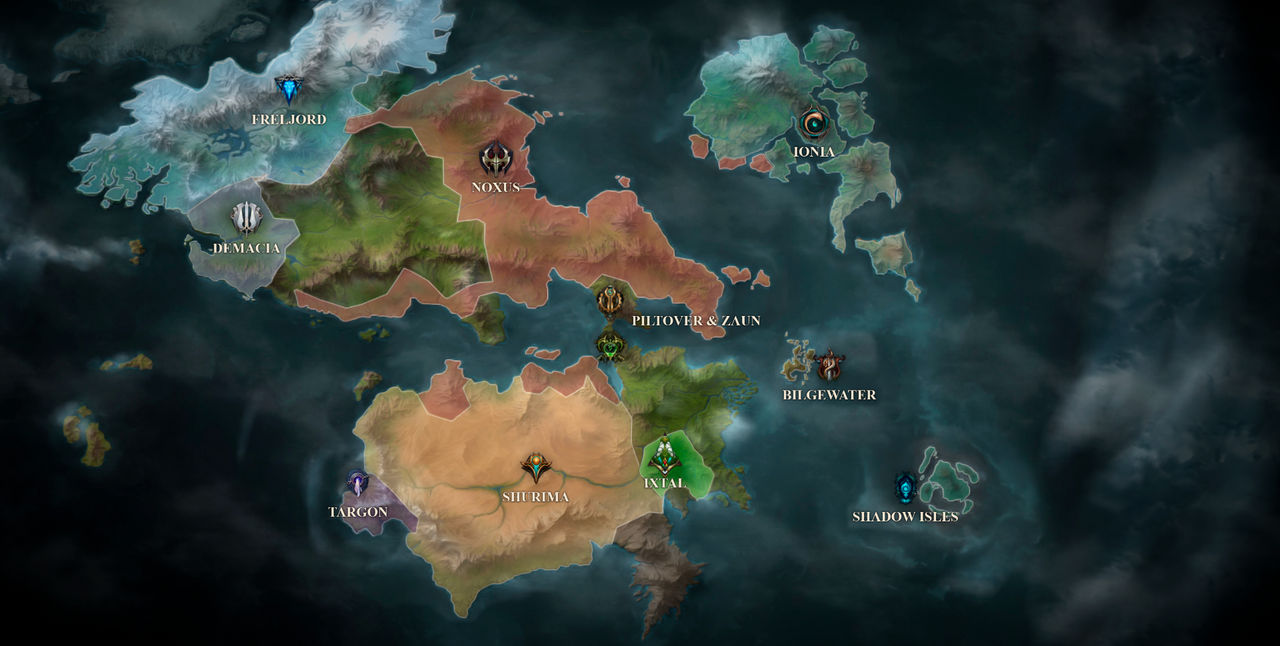 FRELJORD
IONIA
NOXUS
DEMACIA
PILTOVER & ZAUN
BILGEWATER
IXTAL
SHURIMA
TARGON
SHADOW ISLES